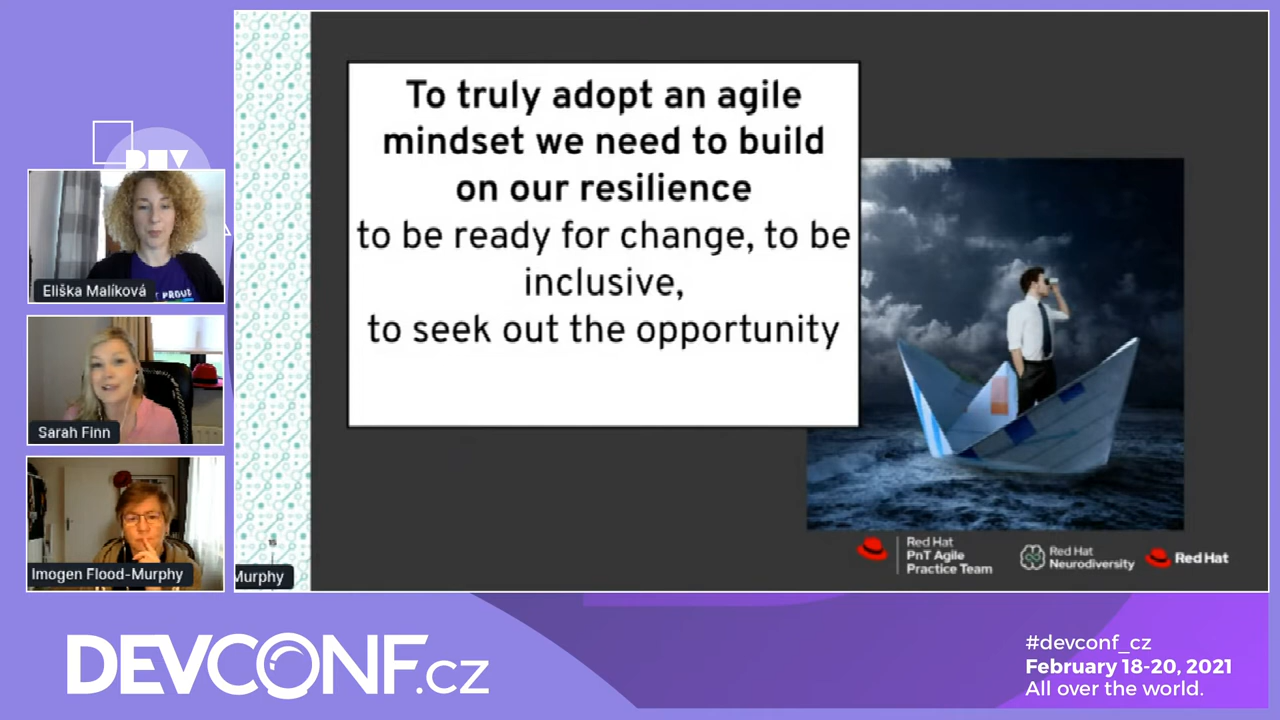 DEV
PROUD
Eliška Malíková
Sarah Finn
Imogen Flood-Murphy
To truly adopt an agile
mindset we need to build
on our resilience
to be ready for change, to be
inclusive,
to seek out the opportunity
Murphy
Red Hat
PnT Agile
Practice Team
Red Hat
Neurodiversity
Red Hat
DEVCONF.cz
#devconf_cz
February 18-20, 2021
All over the world.